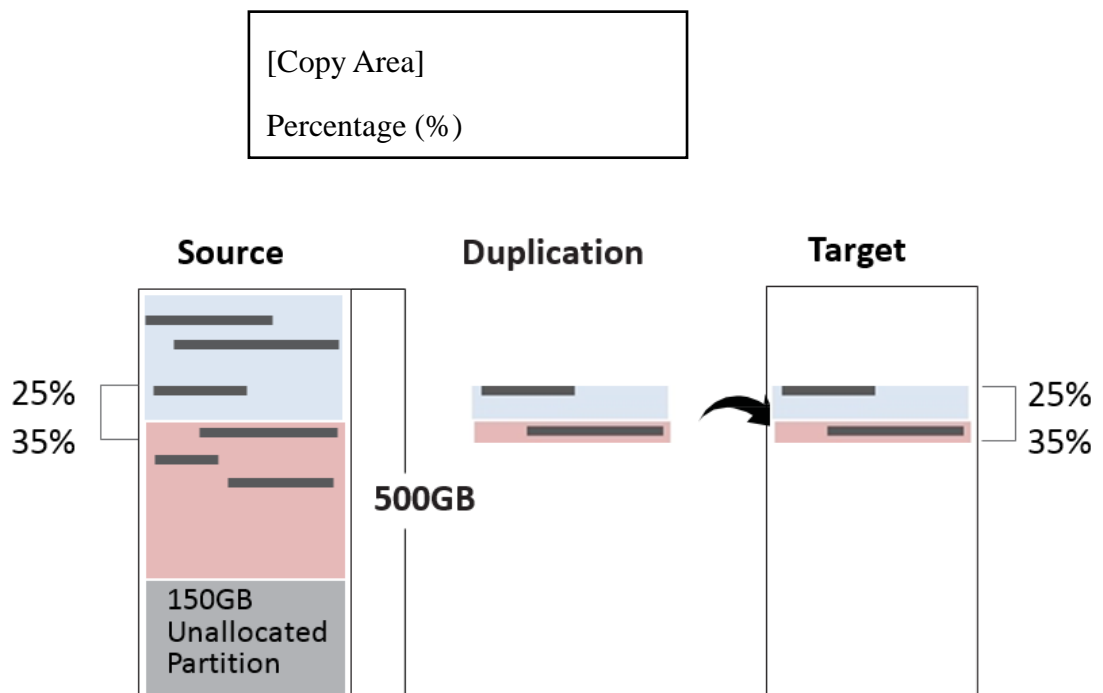 [Copy Area]
Percentage (%)
Source
Duplication
Target
25%
35%
500GB
150GB
Unallocated
Partition
25%
35%